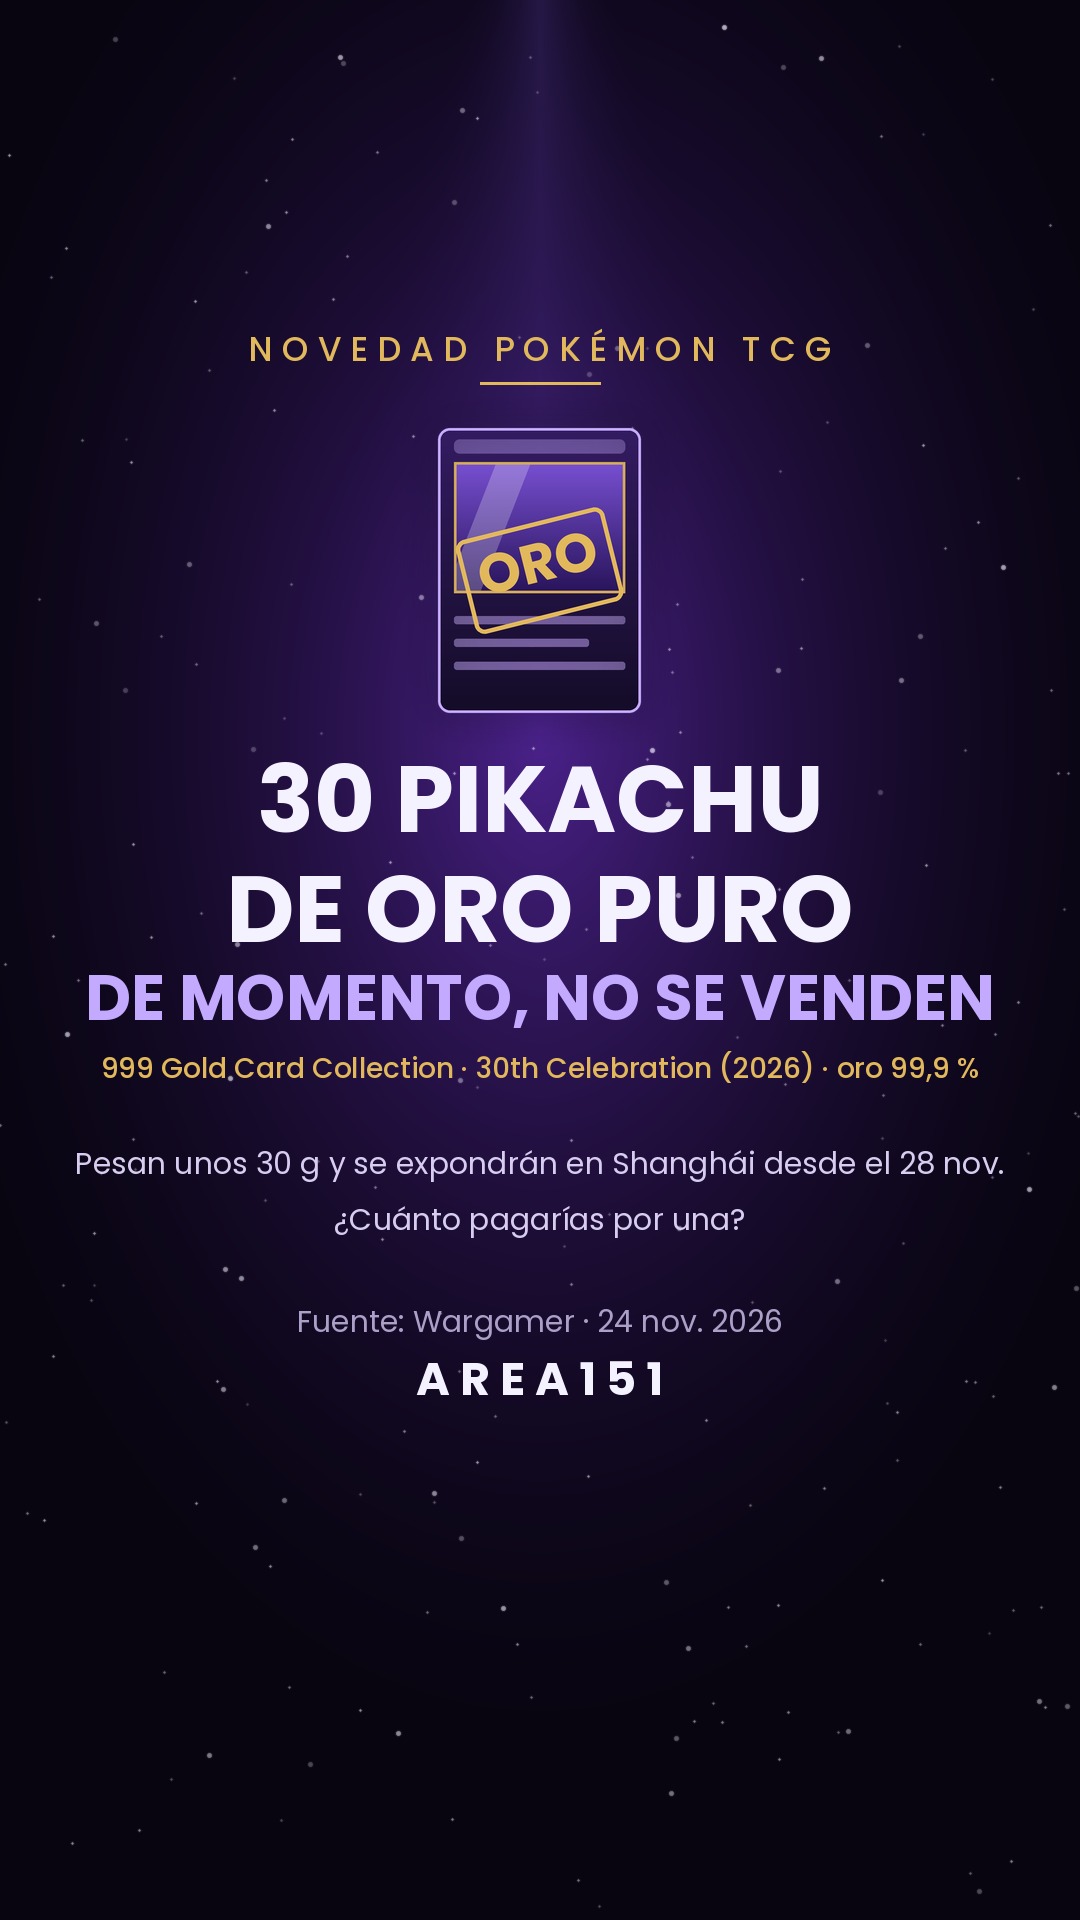 NOVEDAD POKÉMON TCG
ORO
30 PIKACHU
DE ORO PURO
DE MOMENTO, NO SE VENDEN
999 Gold Card Collection · 30th Celebration (2026) · oro 99,9 %
Pesan unos 30 g y se expondrán en Shanghái desde el 28 nov.
¿Cuánto pagarías por una?
Fuente: Wargamer · 24 nov. 2026
AREA151